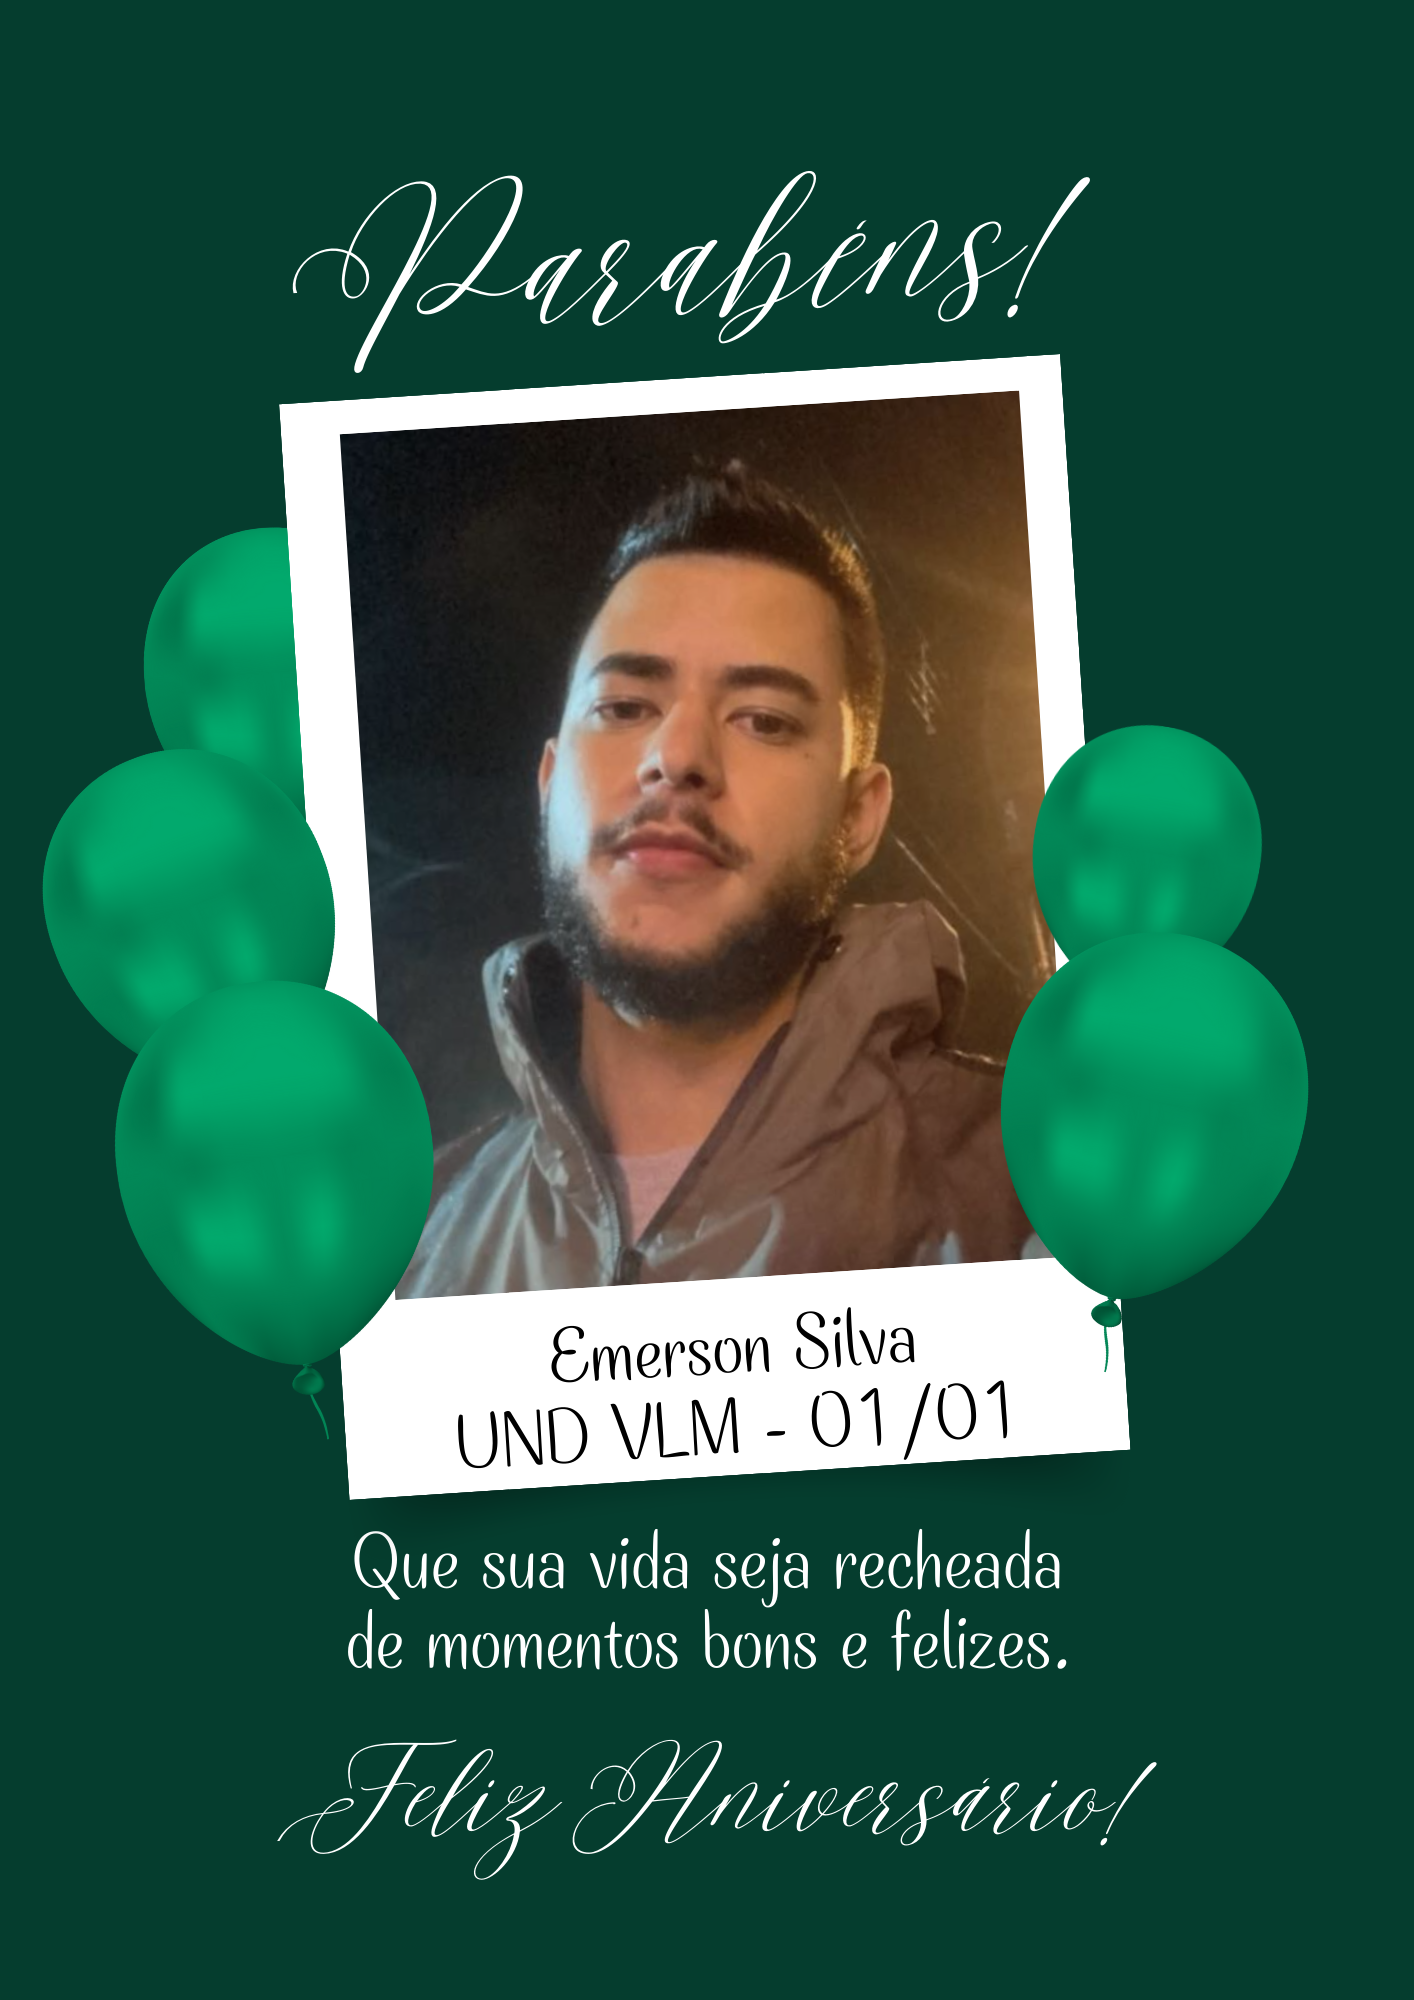 Parabéns!
Emerson Silva
UND VLM - 01/01
Que sua vida seja recheada
de momentos bons e felizes.
Feliz Aniversário!